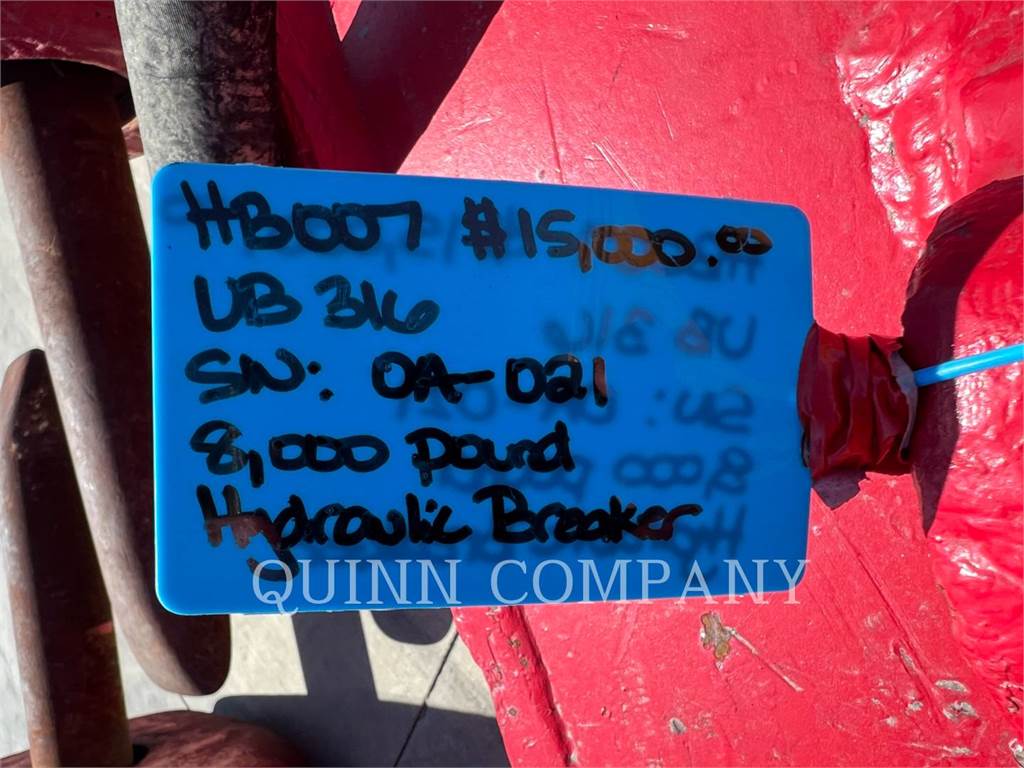 HB007 $15,000.00
UB 316
SN: OA-021
8,000 pound
Hydraulic Breaker
QUINN COMPANY